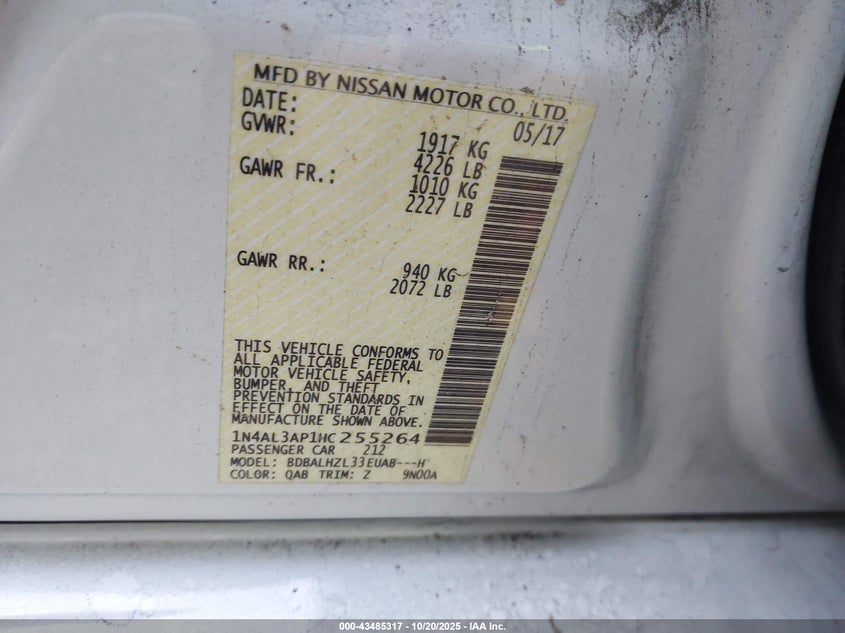 MFD BY NISSAN MOTOR CO., LTD.
DATE: 05/17
GVWR: 1917 KG
4226 LB
GAWR FR.: 1010 KG
2227 LB
GAWR RR.: 940 KG
2072 LB
THIS VEHICLE CONFORMS TO
ALL APPLICABLE FEDERAL
MOTOR VEHICLE SAFETY,
BUMPER, AND THEFT
PREVENTION STANDARDS IN
EFFECT ON THE DATE OF
MANUFACTURE SHOWN ABOVE.
1N4AL3AP1HC255264
PASSENGER CAR 212
MODEL: BDBALHZL33EUAB---H
COLOR: QAB TRIM: Z 9N00A
000-43485317 - 10/20/2025 - IAA Inc.